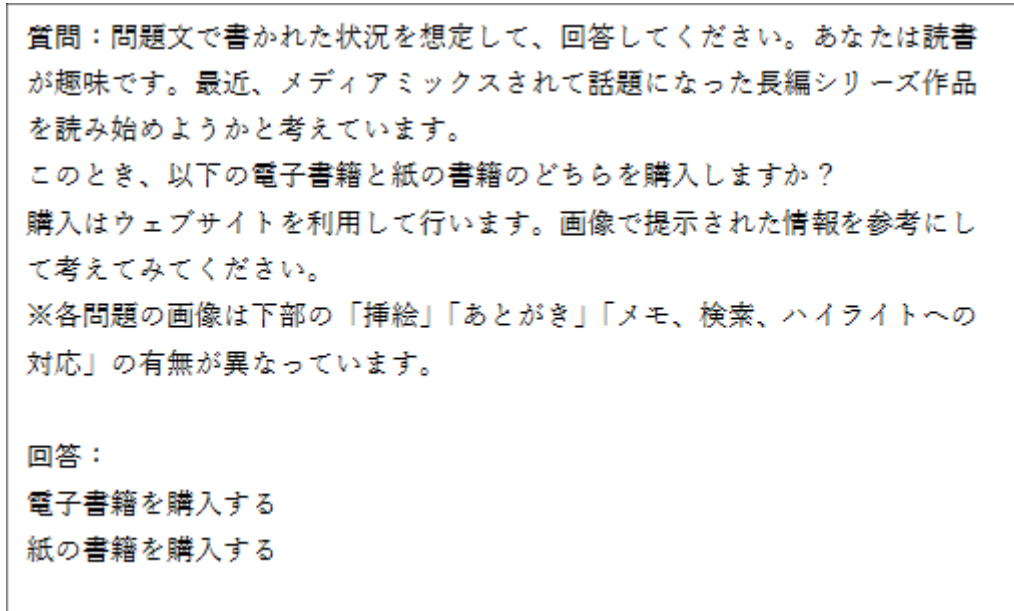 質問：問題文で書かれた状況を想定して、回答してください。あなたは読書
が趣味です。最近、メディアミックスされて話題になった長編シリーズ作品
を読み始めようかと考えています。
このとき、以下の電子書籍と紙の書籍のどちらを購入しますか？
購入はウェブサイトを利用して行います。画像で提示された情報を参考にし
て考えてみてください。
※各問題の画像は下部の「挿絵」「あとがき」「メモ、検索、ハイライトへの
対応」の有無が異なっています。
回答：
電子書籍を購入する
紙の書籍を購入する